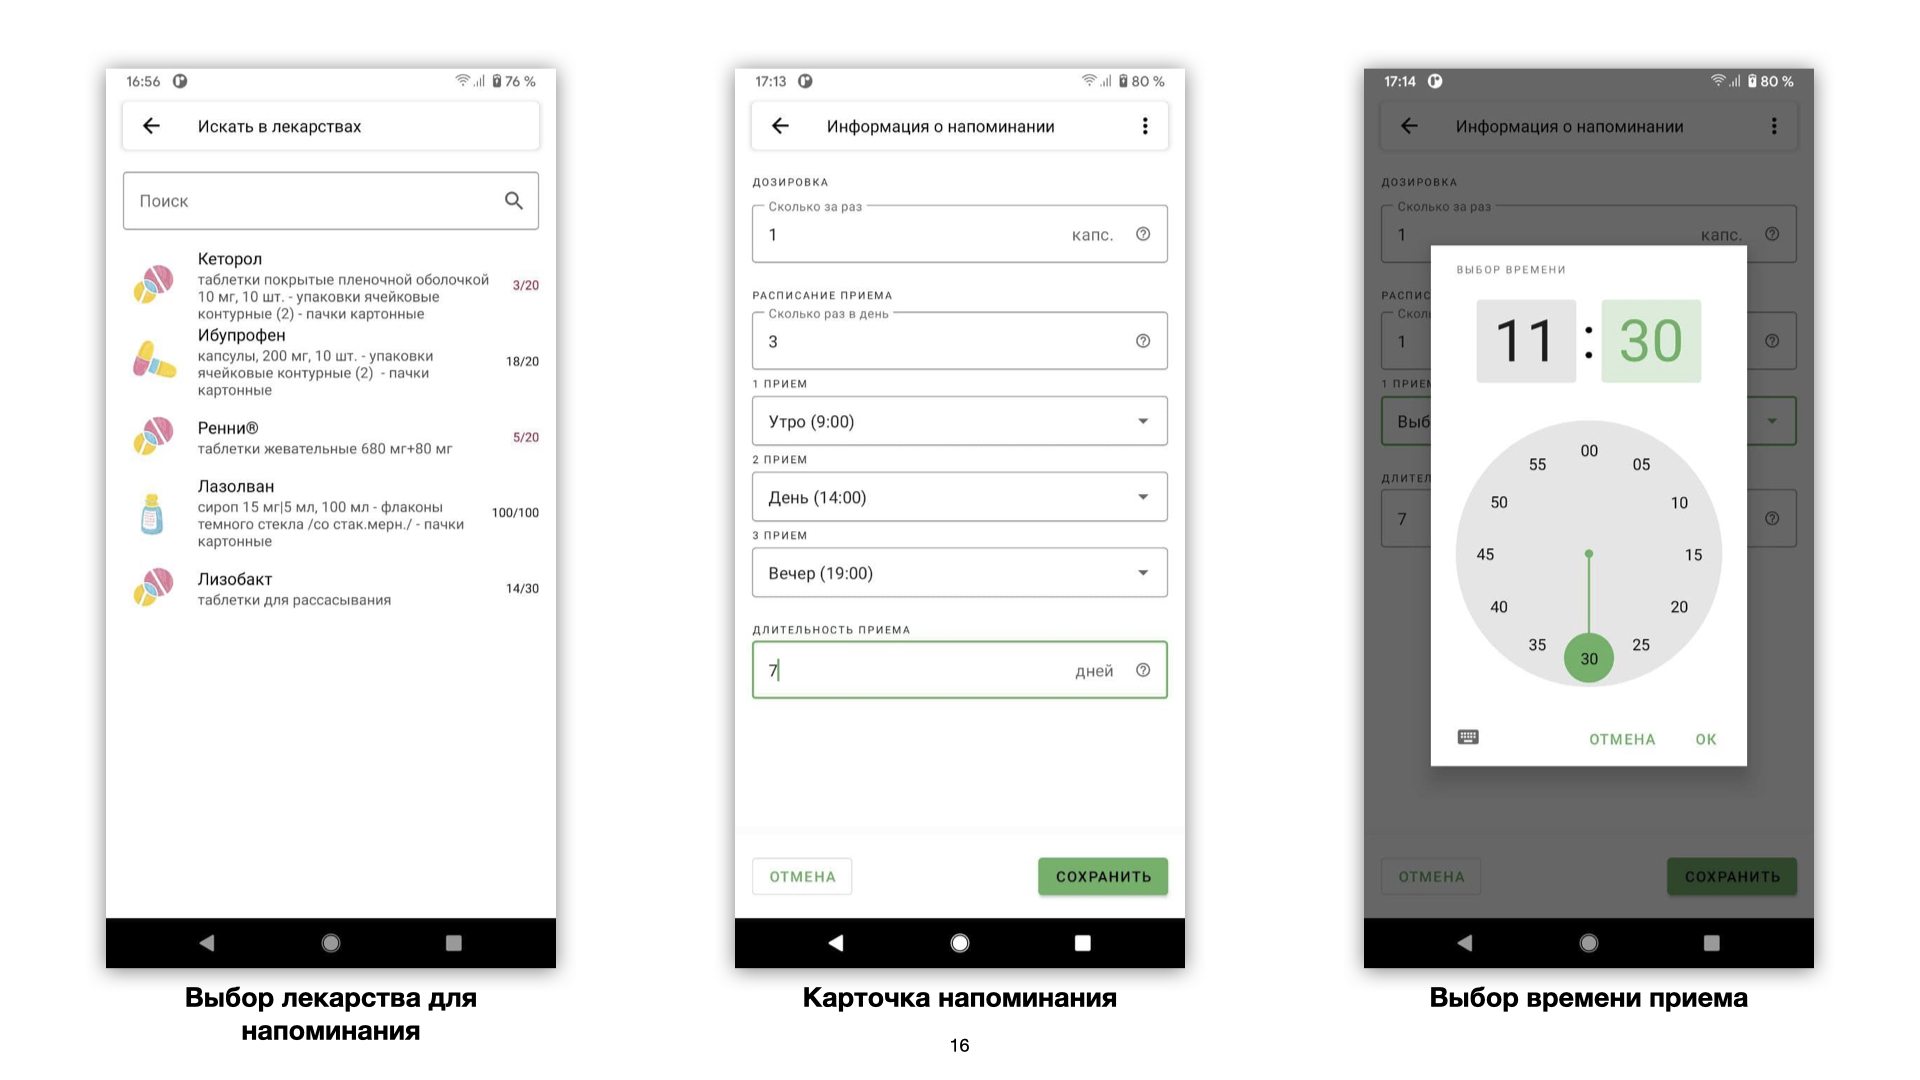 16:56
76 %
Искать в лекарствах
Поиск
Кеторол
таблетки покрытые пленочной оболочкой
10 мг, 10 шт. - упаковки ячейковые
контурные (2) - пачки картонные
3/20
Ибупрофен
капсулы, 200 мг, 10 шт. - упаковки
ячейковые контурные (2)  - пачки
картонные
18/20
Ренни®
таблетки жевательные 680 мг+80 мг
5/20
Лазолван
сироп 15 мг|5 мл, 100 мл - флаконы
темного стекла /со стак.мерн./ - пачки
картонные
100/100
Лизобакт
таблетки для рассасывания
14/30
Выбор лекарства для
напоминания
17:13
80 %
Информация о напоминании
ДОЗИРОВКА
Сколько за раз
1 капс.
РАСПИСАНИЕ ПРИЕМА
Сколько раз в день
3
1 ПРИЕМ
Утро (9:00)
2 ПРИЕМ
День (14:00)
3 ПРИЕМ
Вечер (19:00)
ДЛИТЕЛЬНОСТЬ ПРИЕМА
7 дней
ОТМЕНА
СОХРАНИТЬ
Карточка напоминания
17:14
80 %
Информация о напоминании
ДОЗИРОВКА
Сколько за раз
1 капс.
РАСПИС
Скол
1
1 ПРИЕМ
Выб
ДЛИТЕЛ
7
ВЫБОР ВРЕМЕНИ
11 : 30
00
05
10
15
20
25
30
35
40
45
50
55
ОТМЕНА
OK
ОТМЕНА
СОХРАНИТЬ
Выбор времени приема
16